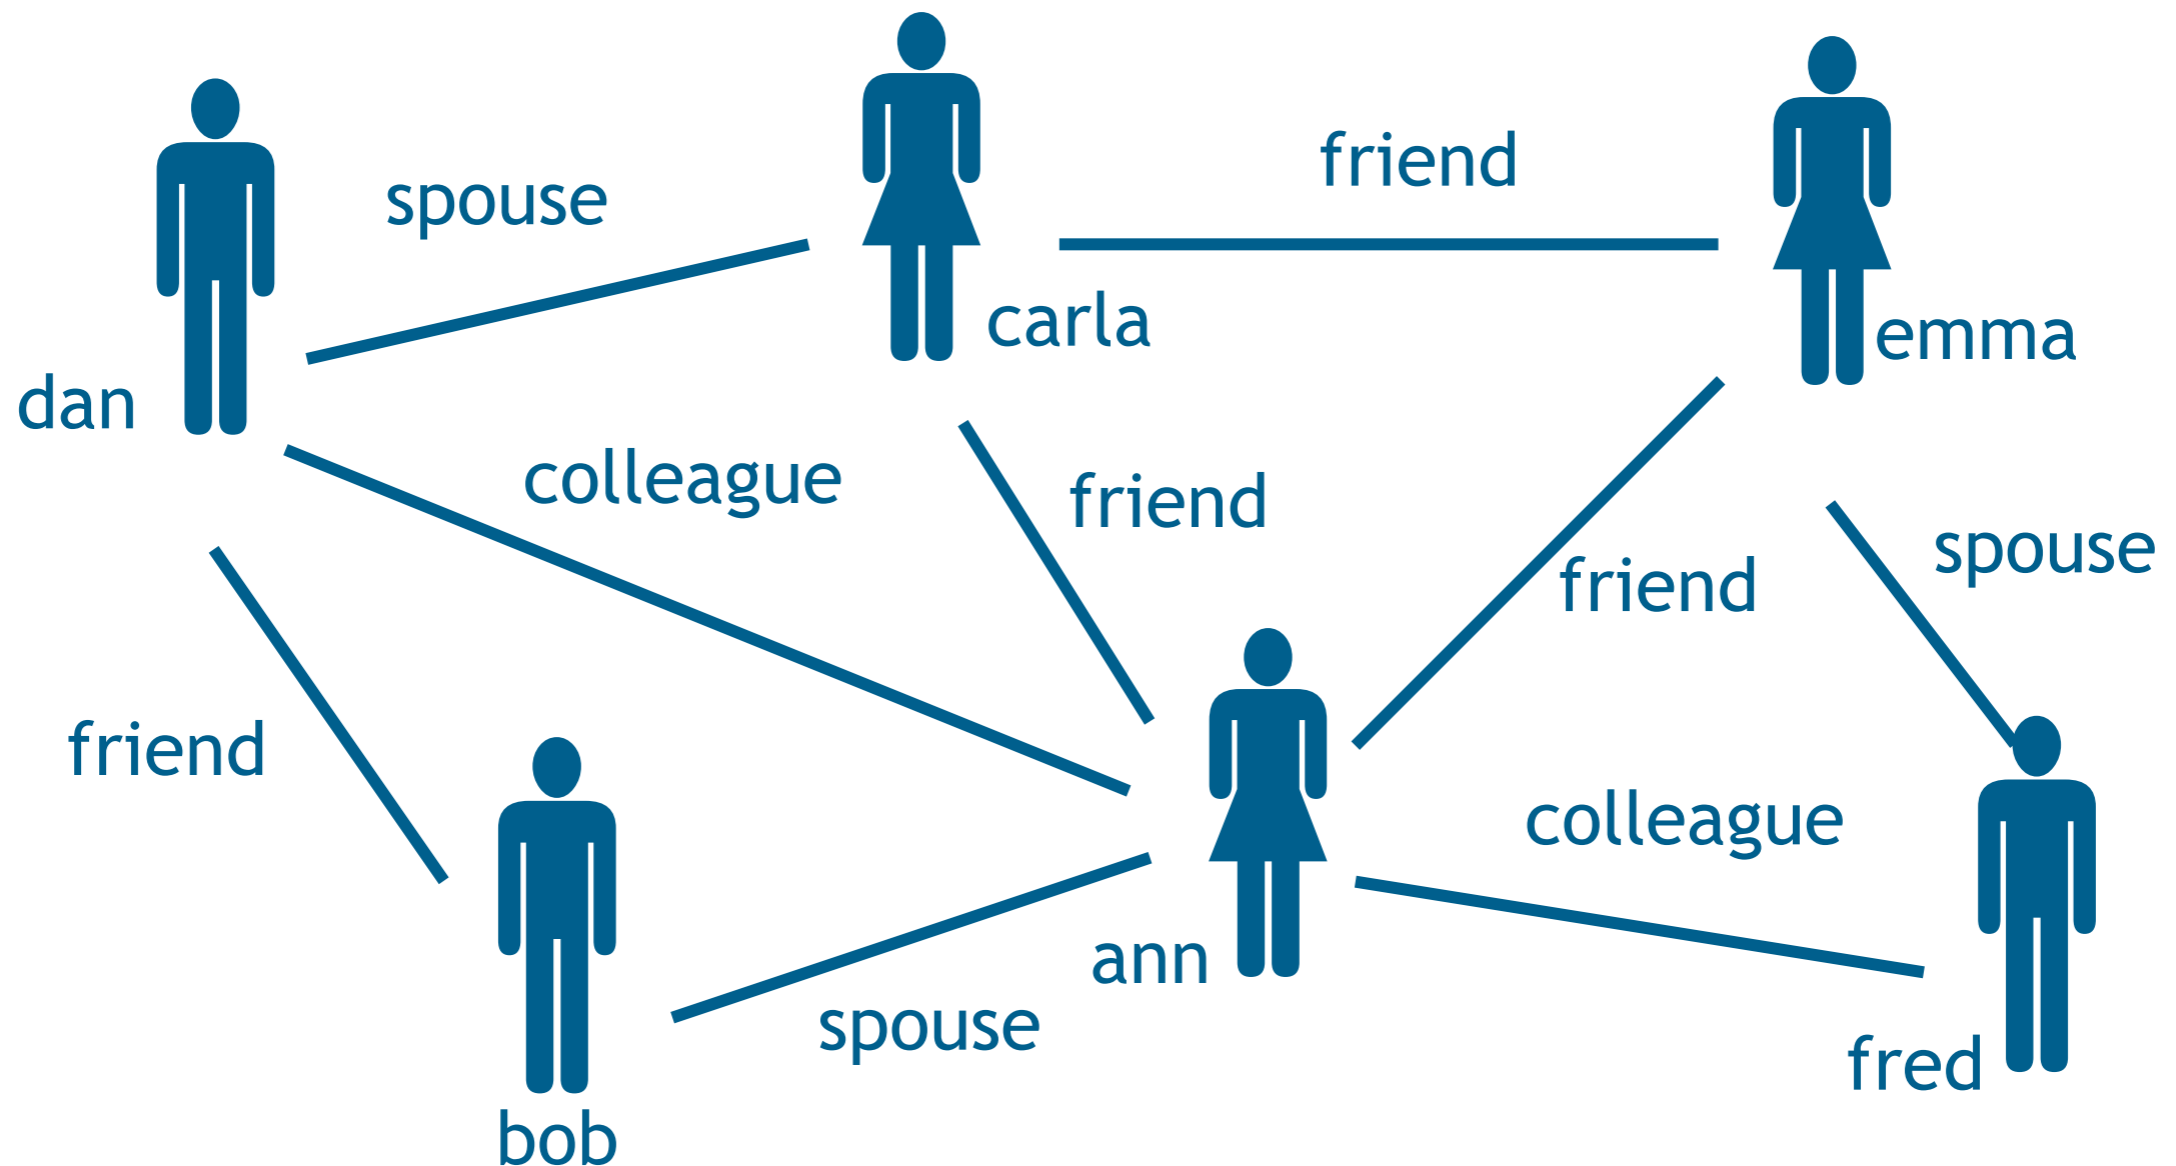 friend
spouse
carla
emma
dan
colleague
friend
spouse
friend
friend
colleague
ann
spouse
fred
bob